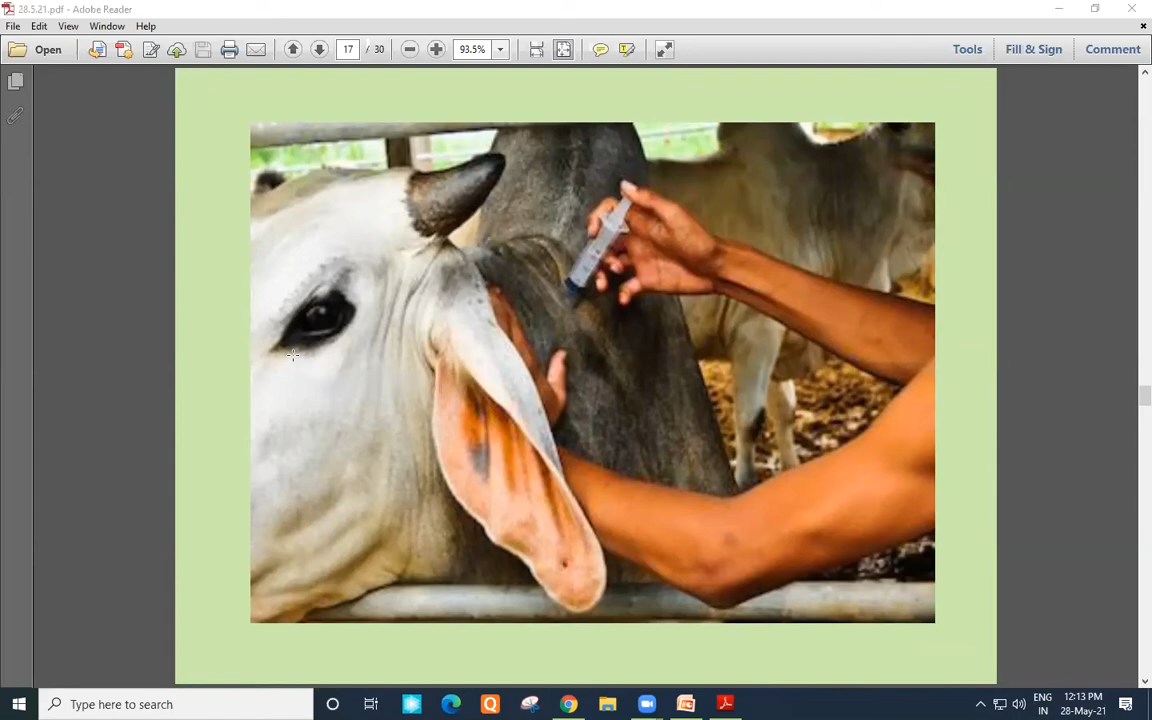 28.5.21.pdf - Adobe Reader
File Edit View Window Help
Open 17 / 30 93.5% Tools Fill & Sign Comment
Type here to search
ENG 12:13 PM
IN 28-May-21